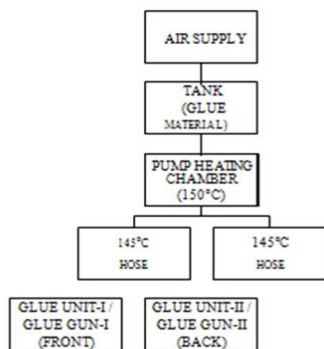 AIR SUPPLY
TANK
(GLUE
MATERIAL)
PUMP HEATING
CHAMBER
(150°C)
145°C
HOSE
145°C
HOSE
GLUE UNIT-I /
GLUE GUN-I
(FRONT)
GLUE UNIT-II /
GLUE GUN-II
(BACK)